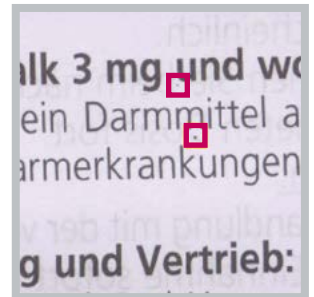 alk 3 mg und wo
ein Darmmittel a
armerkrankungen
g und Vertrieb: